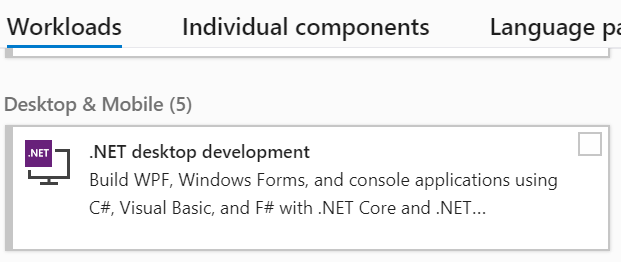 Workloads Individual components Language pa
Desktop & Mobile (5)
.NET
.NET desktop development
Build WPF, Windows Forms, and console applications using
C#, Visual Basic, and F# with .NET Core and .NET...